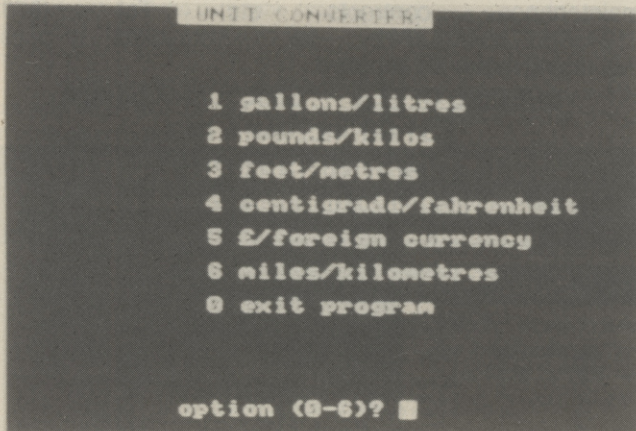 UNIT CONVERTER
1 gallons/litres
2 pounds/kilos
3 feet/metres
4 centigrade/fahrenheit
5 £/foreign currency
6 miles/kilometres
0 exit program
option (0-6)?